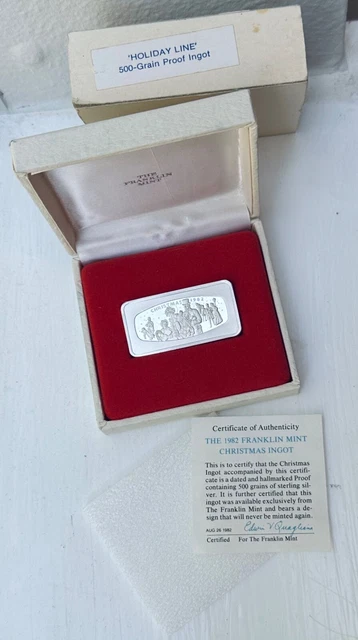 'HOLIDAY LINE'
500-Grain Proof Ingot
THE
FRANKLIN
MINT
CHRISTMAS 1982
Certificate of Authenticity
THE 1982 FRANKLIN MINT
CHRISTMAS INGOT
This is to certify that the Christmas
Ingot accompanied by this certifi-
cate is a dated and hallmarked Proof
containing 500 grains of sterling sil-
ver. It is further certified that this
ingot was available exclusively from
The Franklin Mint and bears a de-
sign that will never be minted again.
AUG 28 1982
Certified For The Franklin Mint